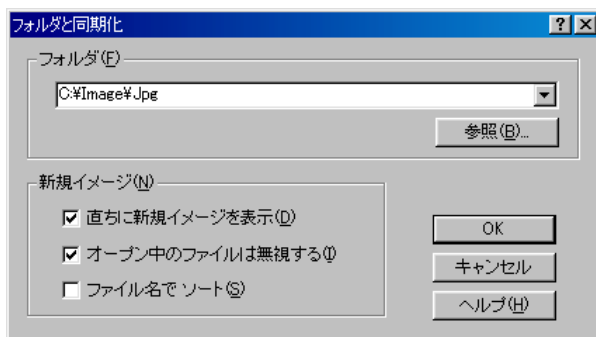 フォルダと同期化
フォルダ(F)
C:¥Image¥Jpg
参照(B)...
新規イメージ(N)
直ちに新規イメージを表示(D)
オープン中のファイルは無視する(I)
ファイル名でソート(S)
OK
キャンセル
ヘルプ(H)